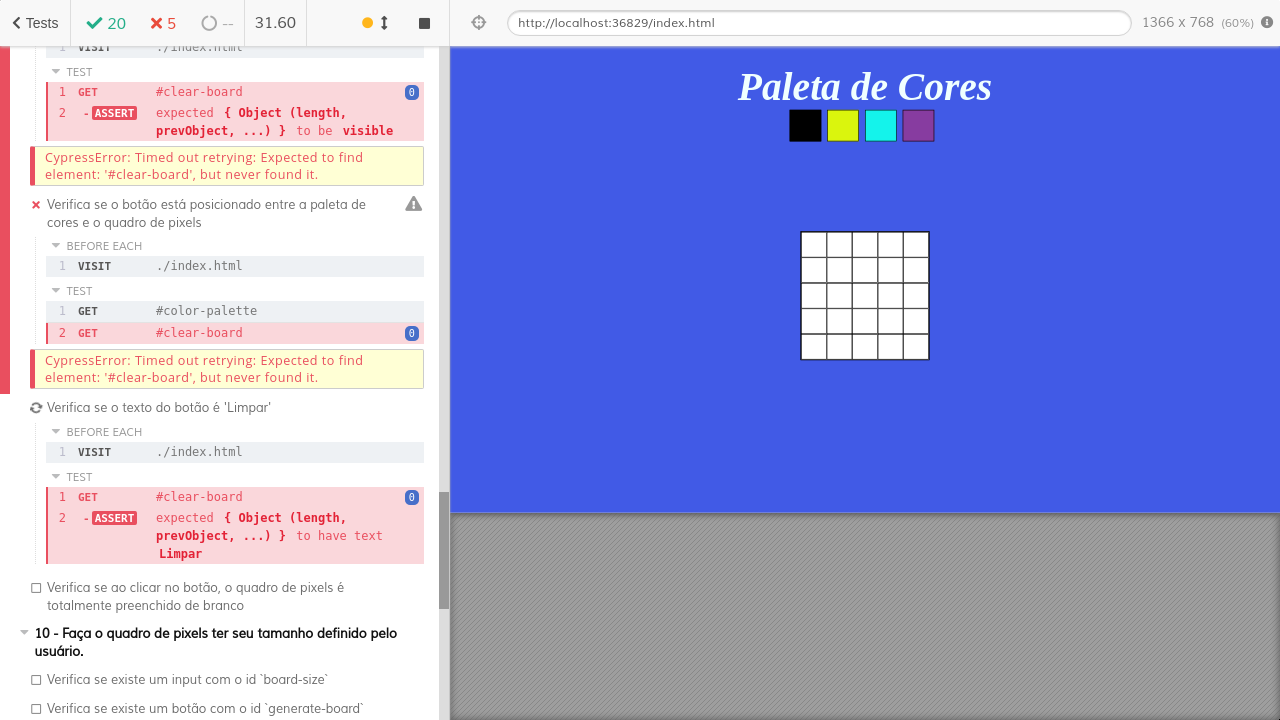 Tests
20
5
--
31.60
http://localhost:36829/index.html
1366 x 768 (60%)
1 VISIT ./index.html
TEST
1 GET #clear-board 0
2 - ASSERT expected { Object (length,
prevObject, ...) } to be visible
CypressError: Timed out retrying: Expected to find
element: '#clear-board', but never found it.
Verifica se o botão está posicionado entre a paleta de
cores e o quadro de pixels
BEFORE EACH
1 VISIT ./index.html
TEST
1 GET #color-palette
2 GET #clear-board 0
CypressError: Timed out retrying: Expected to find
element: '#clear-board', but never found it.
Verifica se o texto do botão é 'Limpar'
BEFORE EACH
1 VISIT ./index.html
TEST
1 GET #clear-board 0
2 - ASSERT expected { Object (length,
prevObject, ...) } to have text
Limpar
Verifica se ao clicar no botão, o quadro de pixels é
totalmente preenchido de branco
10 - Faça o quadro de pixels ter seu tamanho definido pelo
usuário.
Verifica se existe um input com o id `board-size`
Verifica se existe um botão com o id `generate-board`
Paleta de Cores